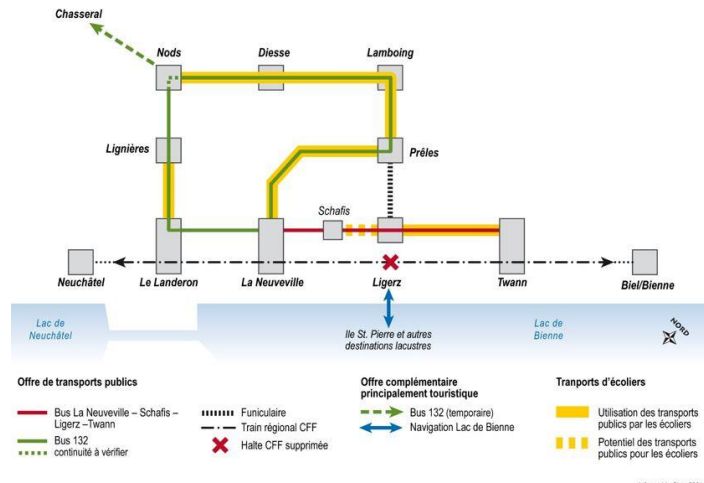 Chasseral
Nods
Diesse
Lamboing
Lignières
Prêles
Schafis
Neuchâtel
Le Landeron
La Neuveville
Ligerz
Twann
Biel/Bienne
Lac de
Neuchâtel
Ile St. Pierre et autres
destinations lacustres
Lac de
Bienne
NORD
Offre de transports publics
Bus La Neuveville – Schafis –
Ligerz –Twann
Bus 132
continuité à vérifier
Funiculaire
Train régional CFF
Halte CFF supprimée
Offre complémentaire
principalement touristique
Bus 132 (temporaire)
Navigation Lac de Bienne
Tranports d'écoliers
Utilisation des transports
publics par les écoliers
Potentiel des transports
publics pour les écoliers